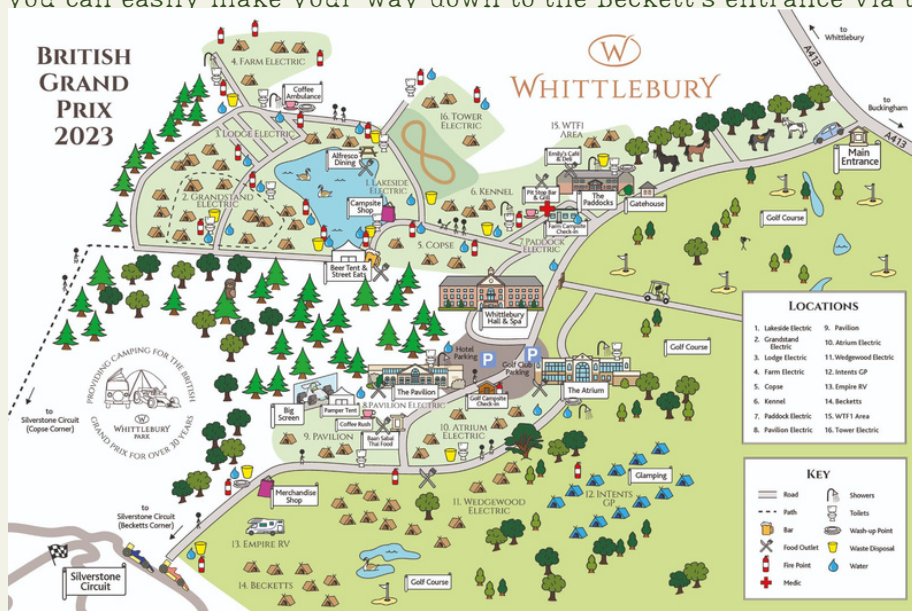 you can easily make your way down to the Beckett's entrance via t
BRITISH
GRAND
PRIX
2023
W
WHITTLEBURY
to
Whittlebury
A413
to
Buckingham
A413
Main
Entrance
4. FARM ELECTRIC
Coffee
Ambulance
3. LODGE ELECTRIC
16. TOWER
ELECTRIC
15. WTF1
AREA
Emily's Café
& Deli
Alfresco
Dining
1. LAKESIDE
ELECTRIC
6. KENNEL
Pit Stop Bar
& Grill
The
Paddocks
Gatehouse
2. GRANDSTAND
ELECTRIC
Campsite
Shop
Farm Campsite
Check-in
Golf Course
5. COPSE
7. PADDOCK
ELECTRIC
Beer Tent &
Street Eats
Whittlebury
Hall & Spa
Hotel
Parking
P
P
Golf Club
Parking
Golf Course
PROVIDING CAMPING FOR THE BRITISH
GRAND PRIX FOR OVER 30 YEARS
W
WHITTLEBURY
PARK
to
Silverstone Circuit
(Copse Corner)
The Pavilion
The Atrium
Golf Campsite
Check-in
Big
Screen
Pamper Tent
8. PAVILION ELECTRIC
Coffee Rush
Baan Sabai
Thai Food
9. PAVILION
10. ATRIUM
ELECTRIC
Merchandise
Shop
11. WEDGEWOOD
ELECTRIC
12. INTENTS
GP
Glamping
to
Silverstone Circuit
(Becketts Corner)
13. EMPIRE RV
14. BECKETTS
Golf Course
Silverstone
Circuit
LOCATIONS
1. Lakeside Electric
2. Grandstand
Electric
3. Lodge Electric
4. Farm Electric
5. Copse
6. Kennel
7. Paddock Electric
8. Pavilion Electric
9. Pavilion
10. Atrium Electric
11. Wedgewood Electric
12. Intents GP
13. Empire RV
14. Becketts
15. WTF1 Area
16. Tower Electric
KEY
Road
Path
Bar
Food Outlet
Fire Point
Medic
Showers
Toilets
Wash-up Point
Waste Disposal
Water